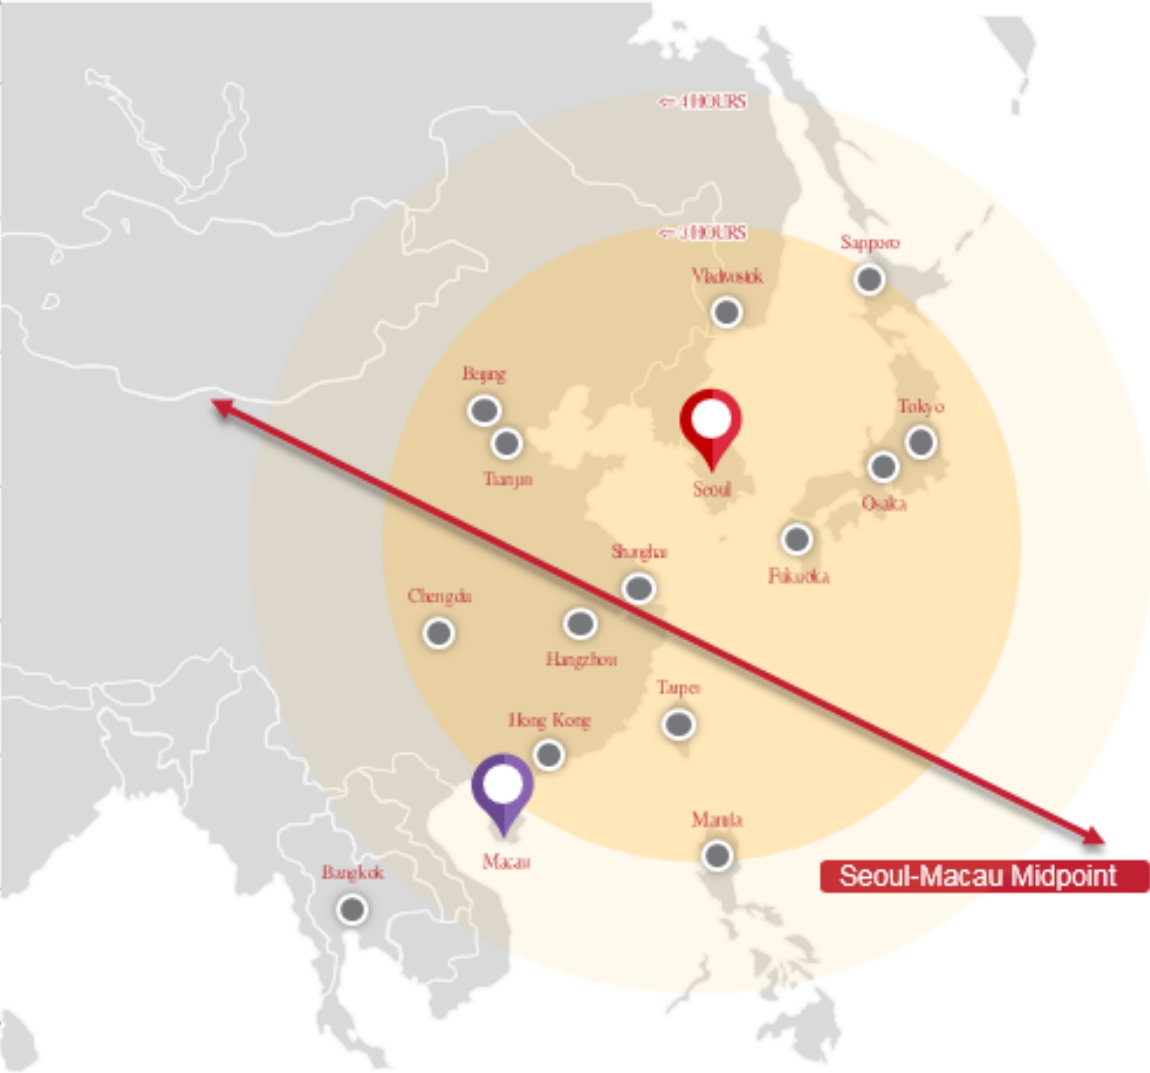 <= 4 HOURS
<= 3 HOURS
Sapporo
Vladivostok
Beijing
Tokyo
Tianjin
Seoul
Osaka
Shanghai
Fukuoka
Chengdu
Hangzhou
Taipei
Hong Kong
Manila
Macau
Bangkok
Seoul-Macau Midpoint